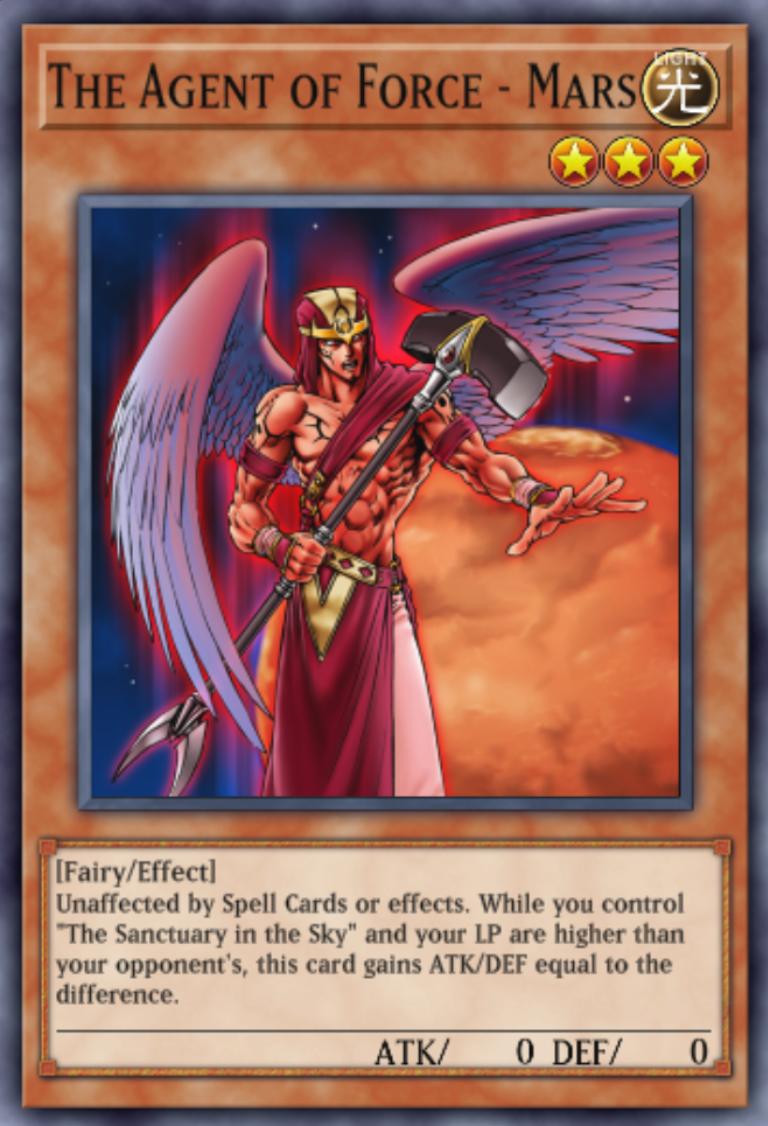 The Agent of Force - Mars
LIGHT
光
[Fairy/Effect]
Unaffected by Spell Cards or effects. While you control
"The Sanctuary in the Sky" and your LP are higher than
your opponent's, this card gains ATK/DEF equal to the
difference.
ATK/ 0 DEF/ 0